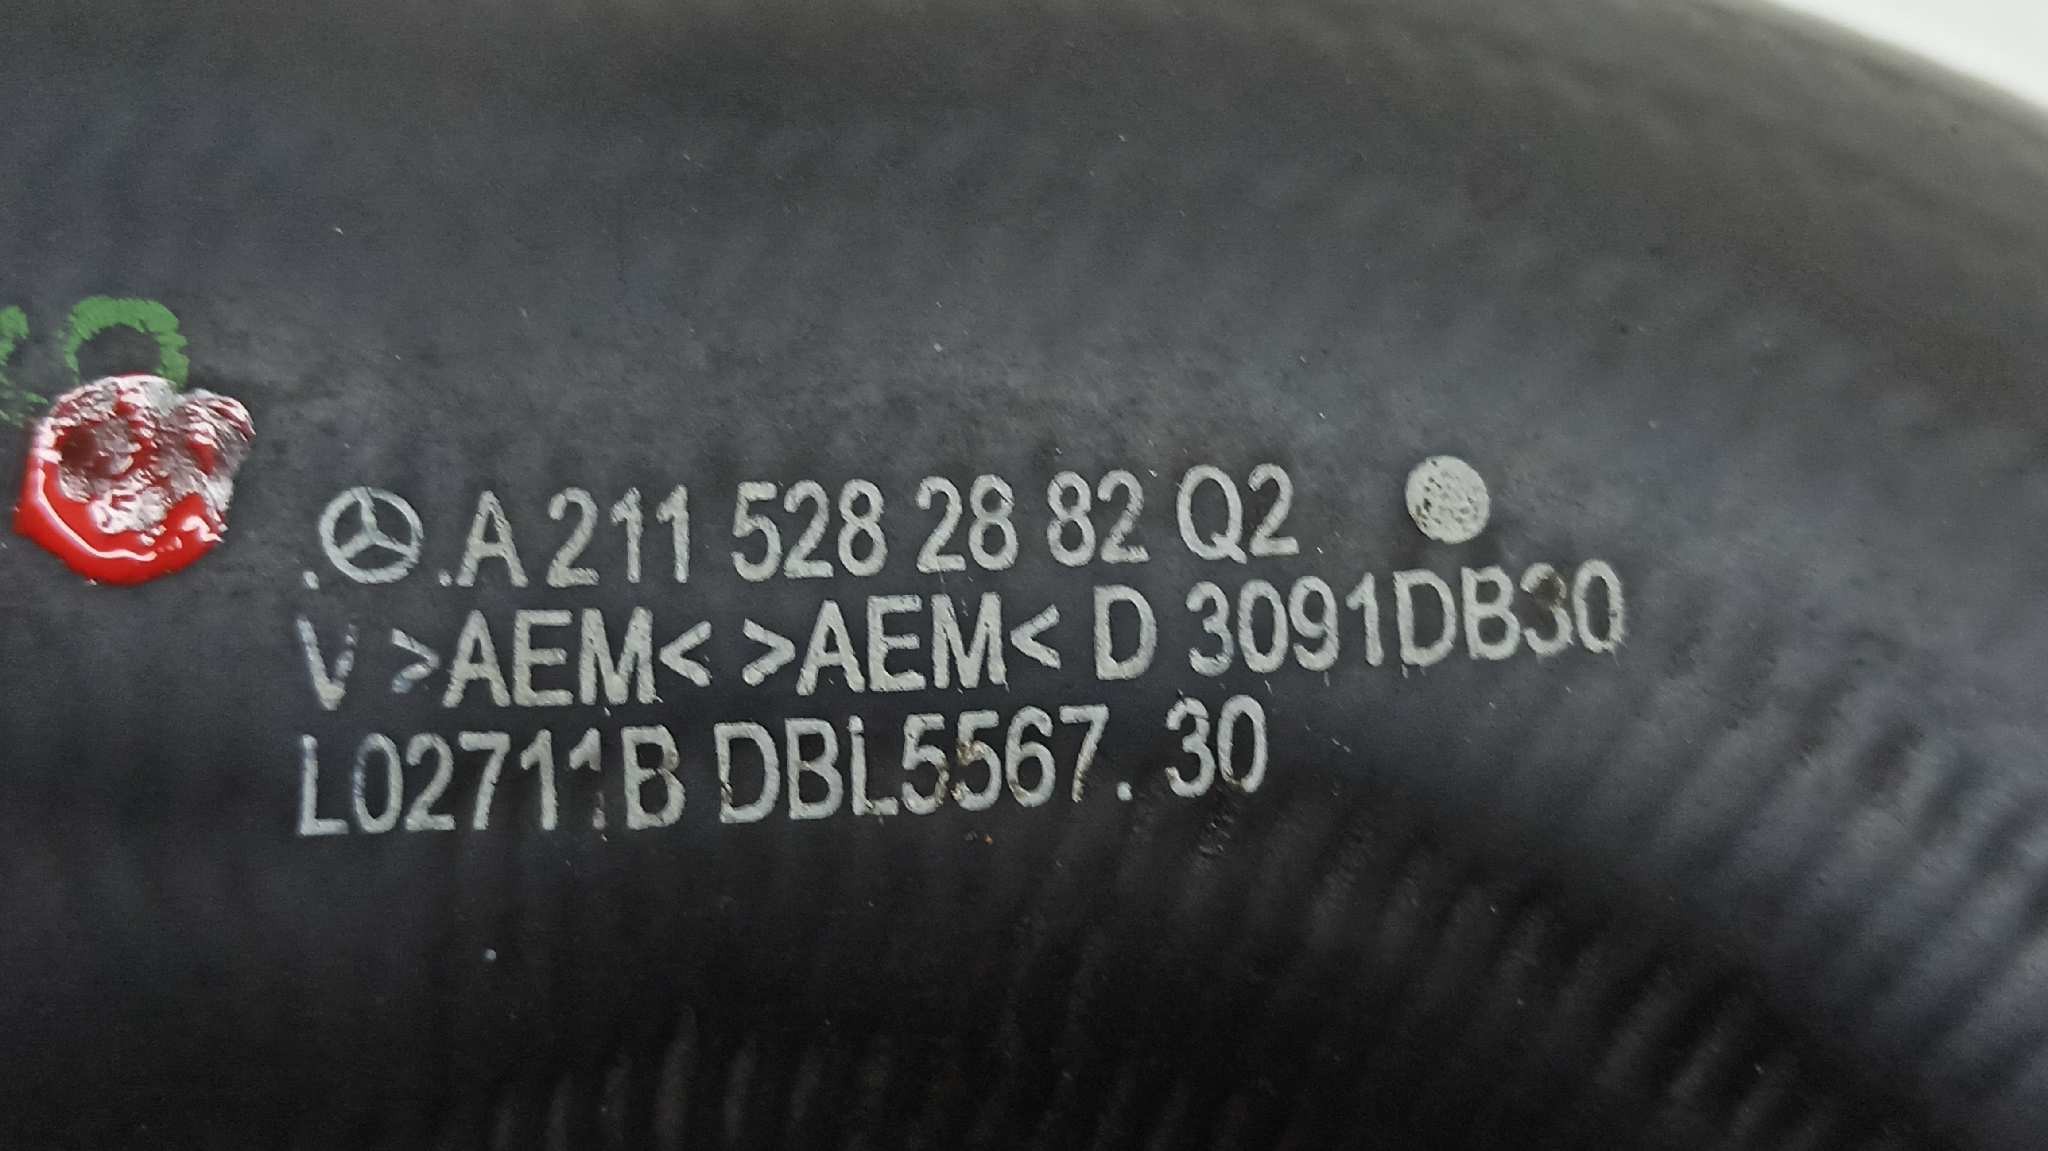 .A 211 528 28 82 Q2
V >AEM< >AEM< D 3091DB30
L02711B DBL5567. 30